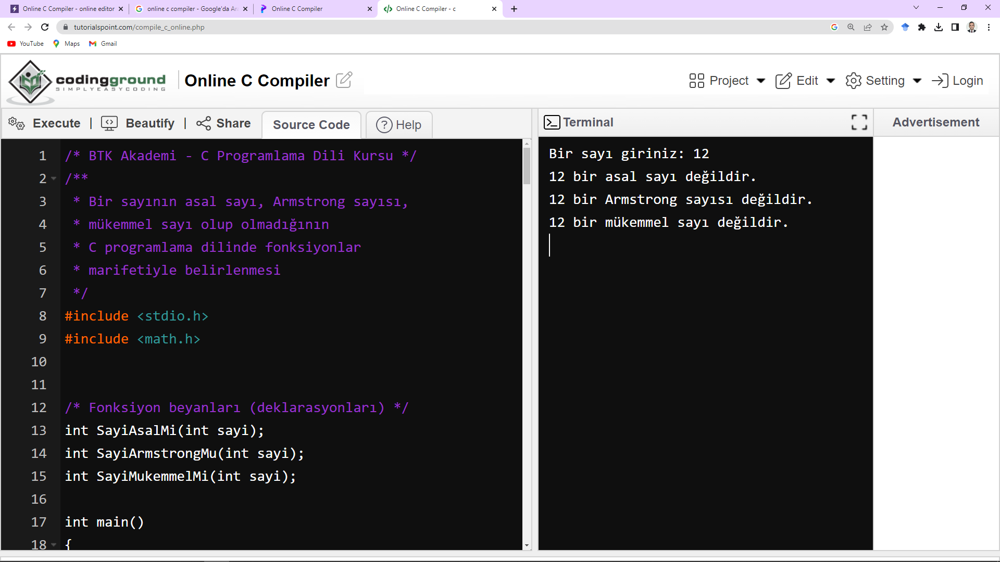 Online C Compiler - online editor
online c compiler - Google'da Ar
Online C Compiler
Online C Compiler - c
tutorialspoint.com/compile_c_online.php
YouTube
Maps
Gmail
codingground
SIMPLYEASYCODING
Online C Compiler
Project
Edit
Setting
Login
Execute |
Beautify |
Share
Source Code
? Help
Terminal
Advertisement
1 /* BTK Akademi - C Programlama Dili Kursu */
2 /**
3 * Bir sayının asal sayı, Armstrong sayısı,
4 * mükemmel sayı olup olmadığının
5 * C programlama dilinde fonksiyonlar
6 * marifetiyle belirlenmesi
7 */
8 #include <stdio.h>
9 #include <math.h>
10
11
12 /* Fonksiyon beyanları (deklarasyonları) */
13 int SayiAsalMi(int sayi);
14 int SayiArmstrongMu(int sayi);
15 int SayiMukemmelMi(int sayi);
16
17 int main()
18 {
Bir sayı giriniz: 12
12 bir asal sayı değildir.
12 bir Armstrong sayısı değildir.
12 bir mükemmel sayı değildir.